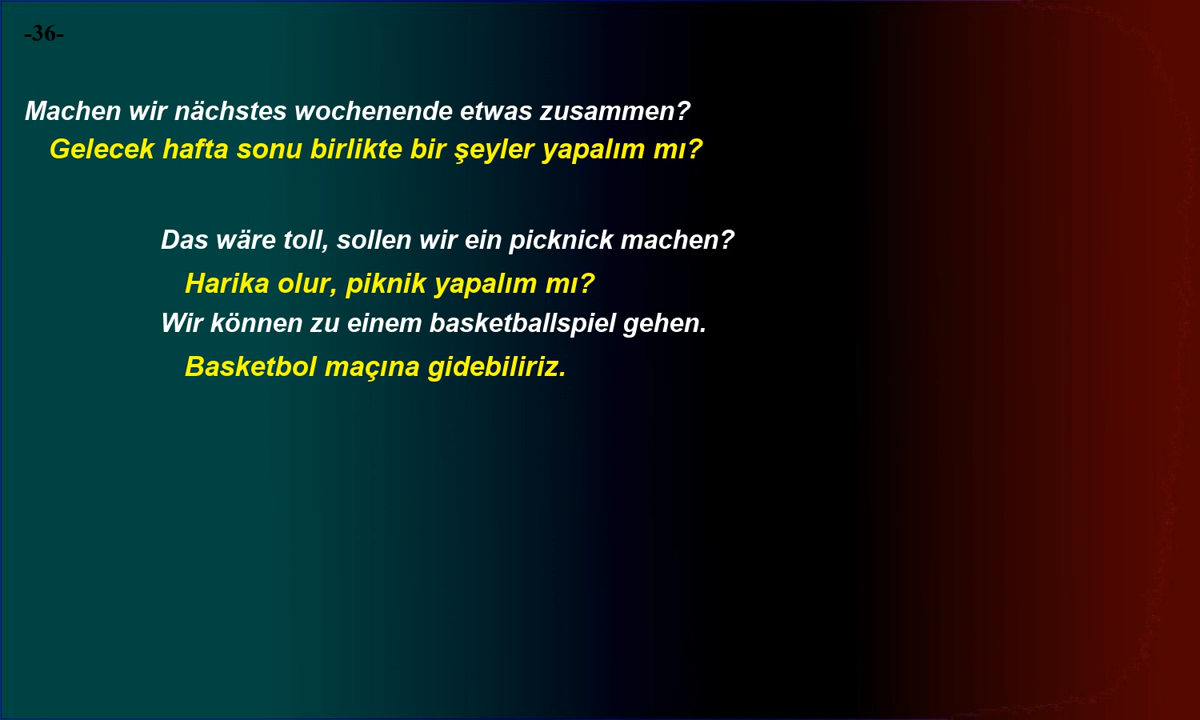 -36-
Machen wir nächstes wochenende etwas zusammen?
Gelecek hafta sonu birlikte bir şeyler yapalım mı?
Das wäre toll, sollen wir ein picknick machen?
Harika olur, piknik yapalım mı?
Wir können zu einem basketballspiel gehen.
Basketbol maçına gidebiliriz.